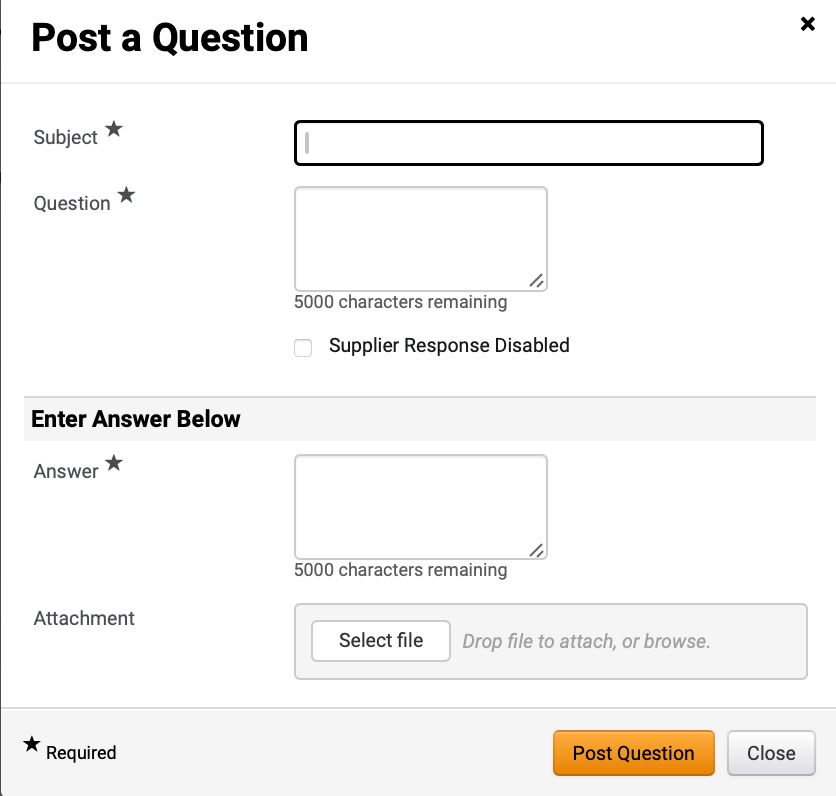 Post a Question
Subject ★
Question ★
5000 characters remaining
Supplier Response Disabled
Enter Answer Below
Answer ★
5000 characters remaining
Attachment
Select file Drop file to attach, or browse.
★ Required Post Question Close